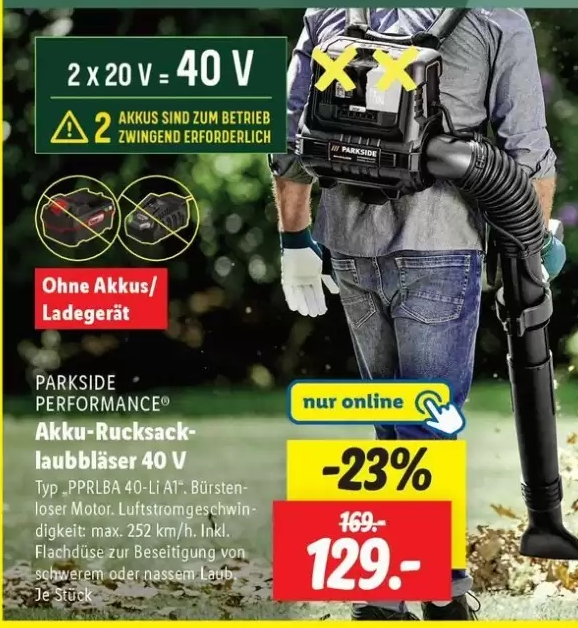 2 x 20 V = 40 V
2 AKKUS SIND ZUM BETRIEB
ZWINGEND ERFORDERLICH
/// PARKSIDE
Ohne Akkus/
Ladegerät
PARKSIDE
PERFORMANCE®
Akku-Rucksack-
laubbläser 40 V
Typ „PPRLBA 40-Li A1“. Bürsten-
loser Motor. Luftstromgeschwin-
digkeit: max. 252 km/h. Inkl.
Flachdüse zur Beseitigung von
schwerem oder nassem Laub.
Je Stück
nur online
-23%
169.-
129.-